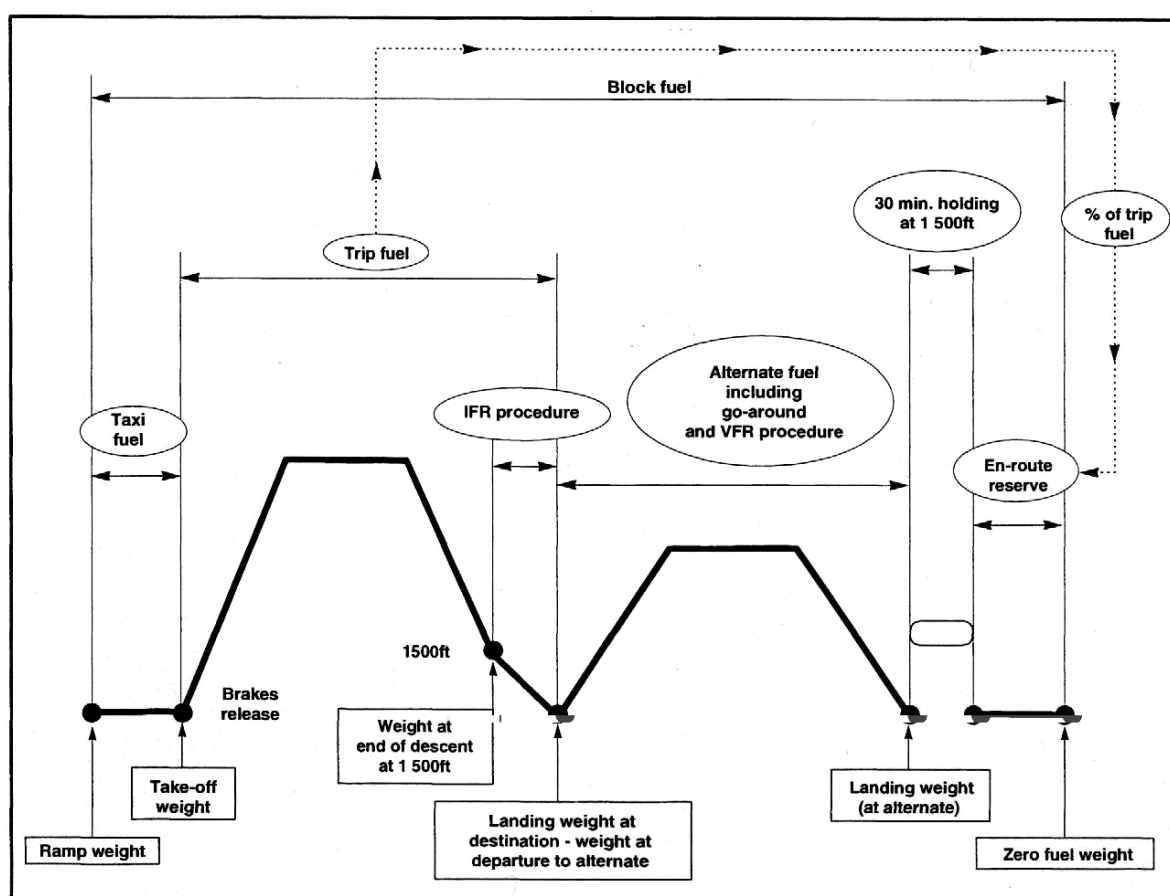 Block fuel
30 min. holding
at 1 500ft
% of trip
fuel
Trip fuel
Alternate fuel
including
go-around
and VFR procedure
IFR procedure
Taxi
fuel
En-route
reserve
1500ft
Brakes
release
Weight at
end of descent
at 1 500ft
Take-off
weight
Landing weight
(at alternate)
Landing weight at
destination - weight at
departure to alternate
Ramp weight
Zero fuel weight